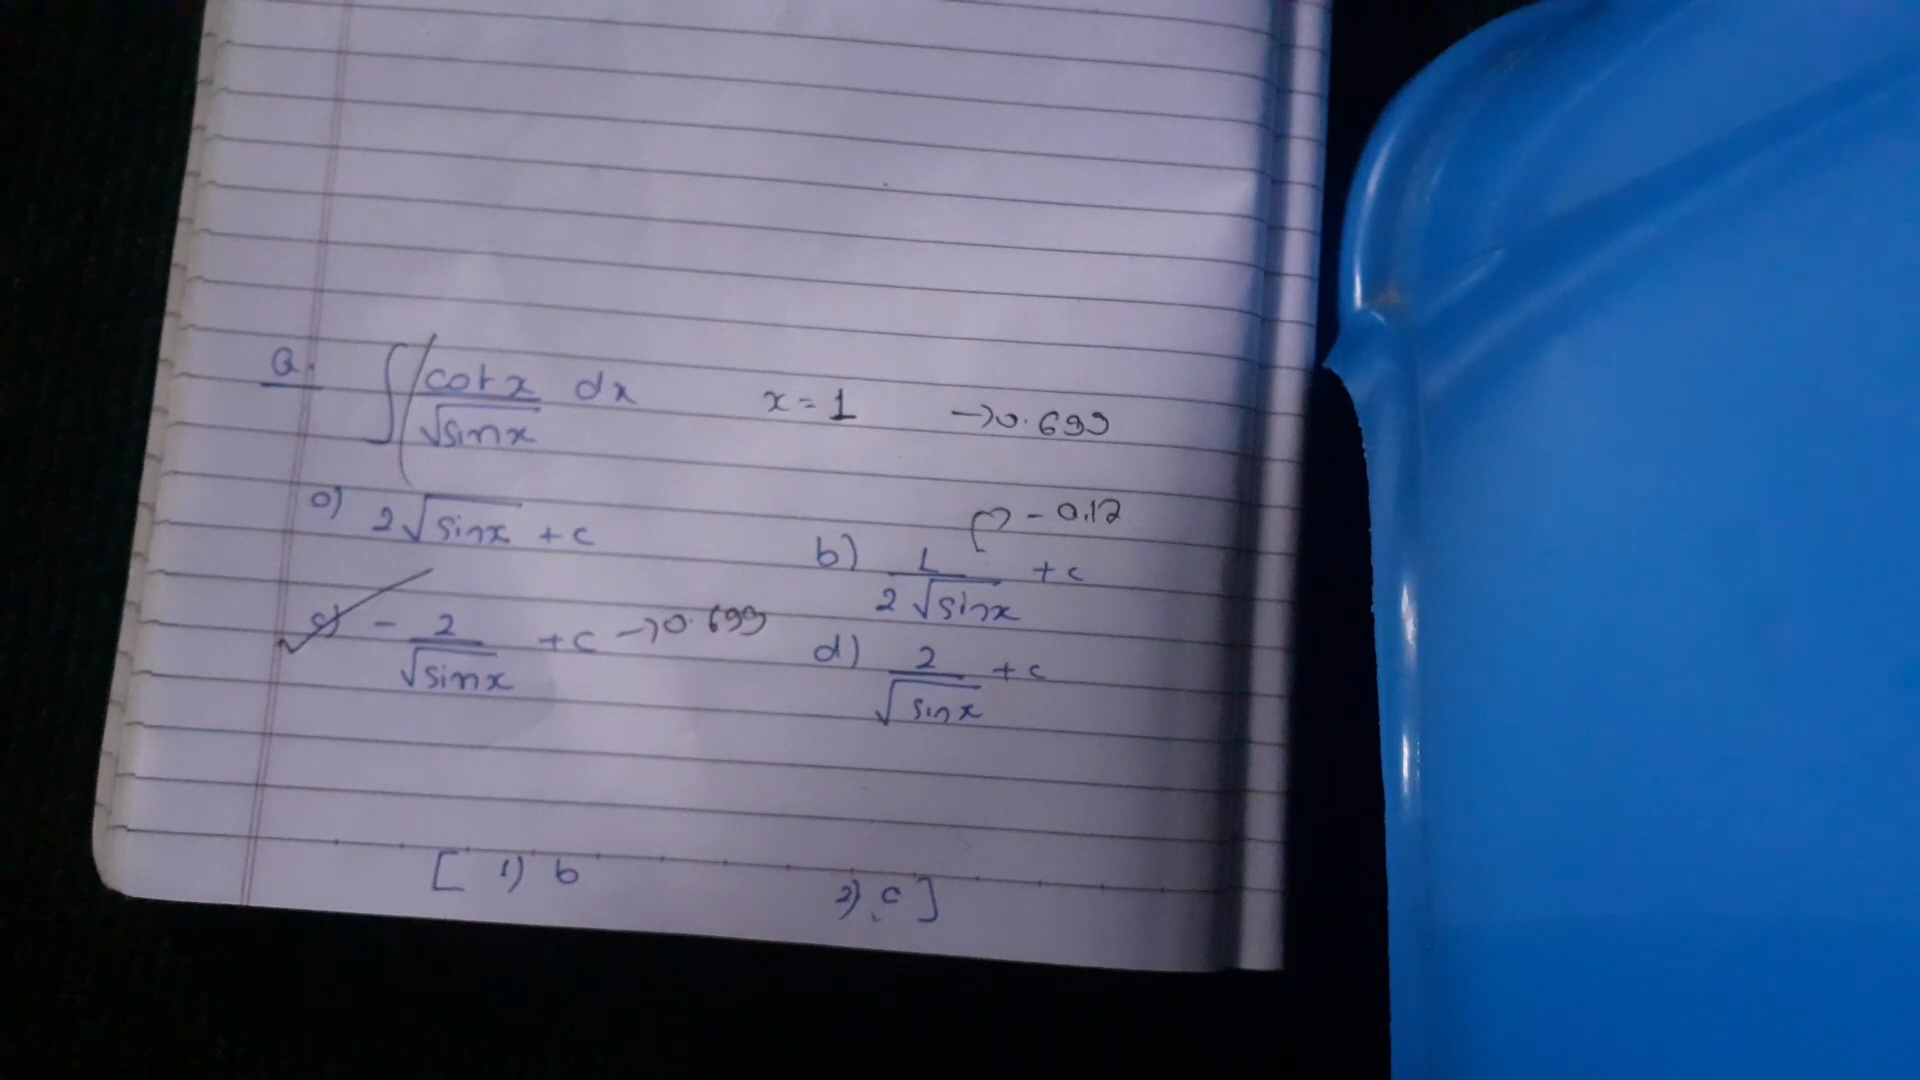 Q. ∫ cotx/√sinx dx x = 1 → 0.699
a) 2√sinx + c
b) 1/2√sinx + c → - 0.17
c) - 2/√sinx + c → 0.699
d) 2/√sinx + c
[ 1) b 2) c ]